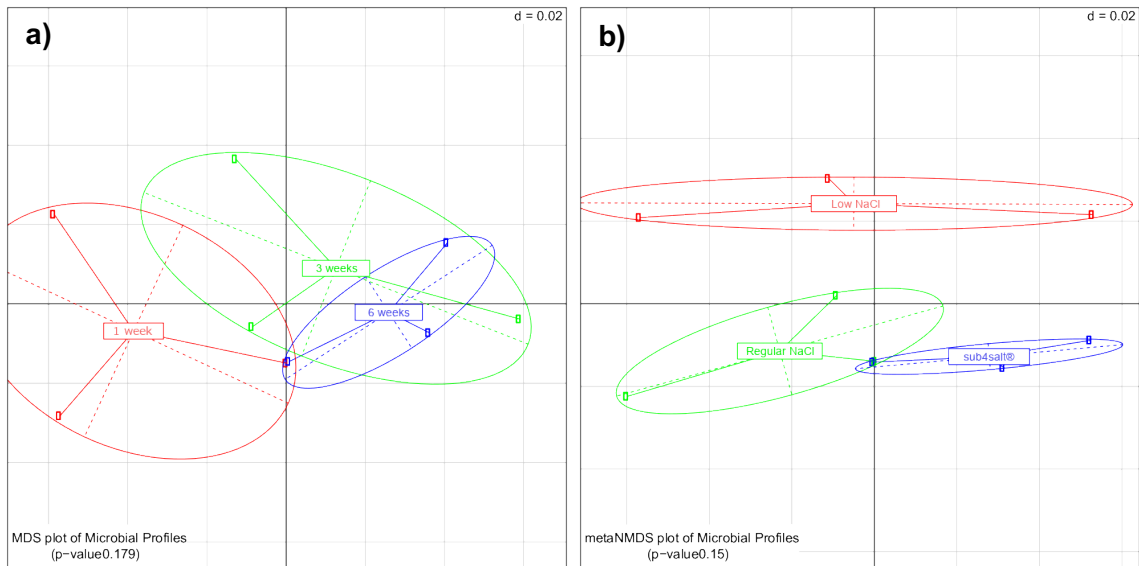 a)
d = 0.02
3 weeks
6 weeks
1 week
MDS plot of Microbial Profiles
(p-value0.179)
b)
d = 0.02
Low NaCl
Regular NaCl
sub4salt®
metaNMDS plot of Microbial Profiles
(p-value0.15)